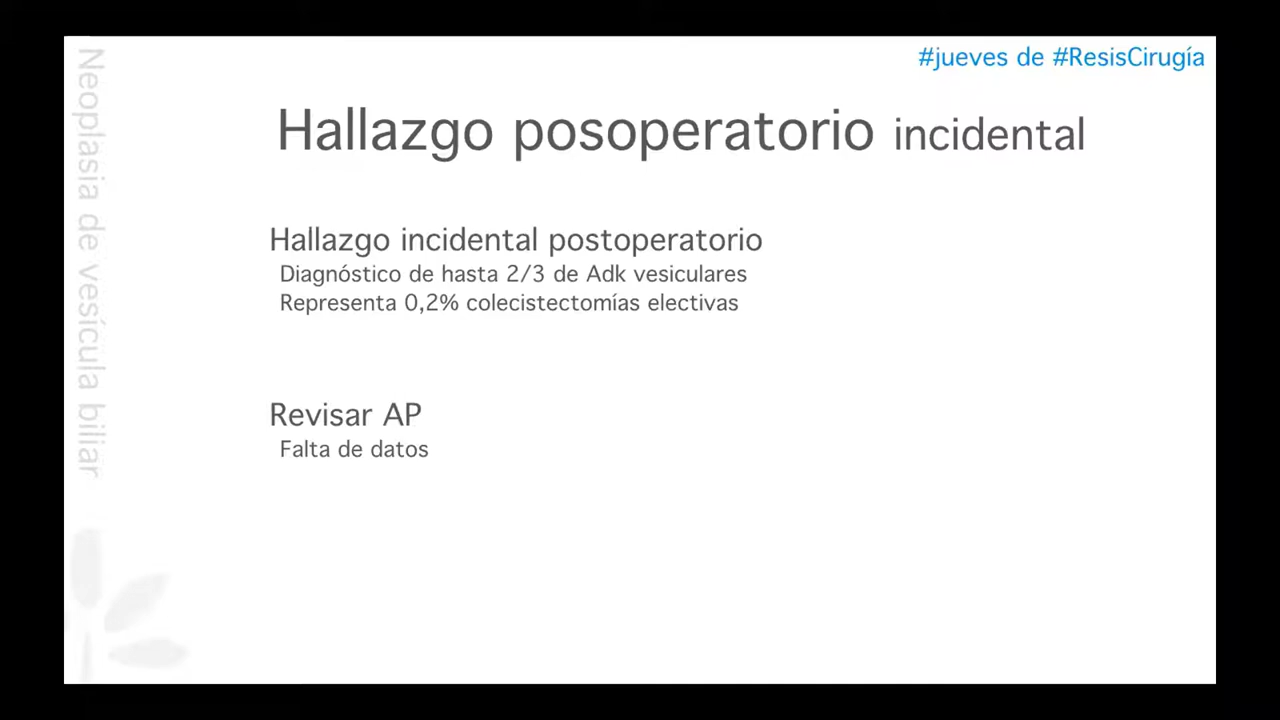 #jueves de #ResisCirugía
Neoplasia de vesícula biliar
Hallazgo posoperatorio incidental
Hallazgo incidental postoperatorio
Diagnóstico de hasta 2/3 de Adk vesiculares
Representa 0,2% colecistectomías electivas
Revisar AP
Falta de datos